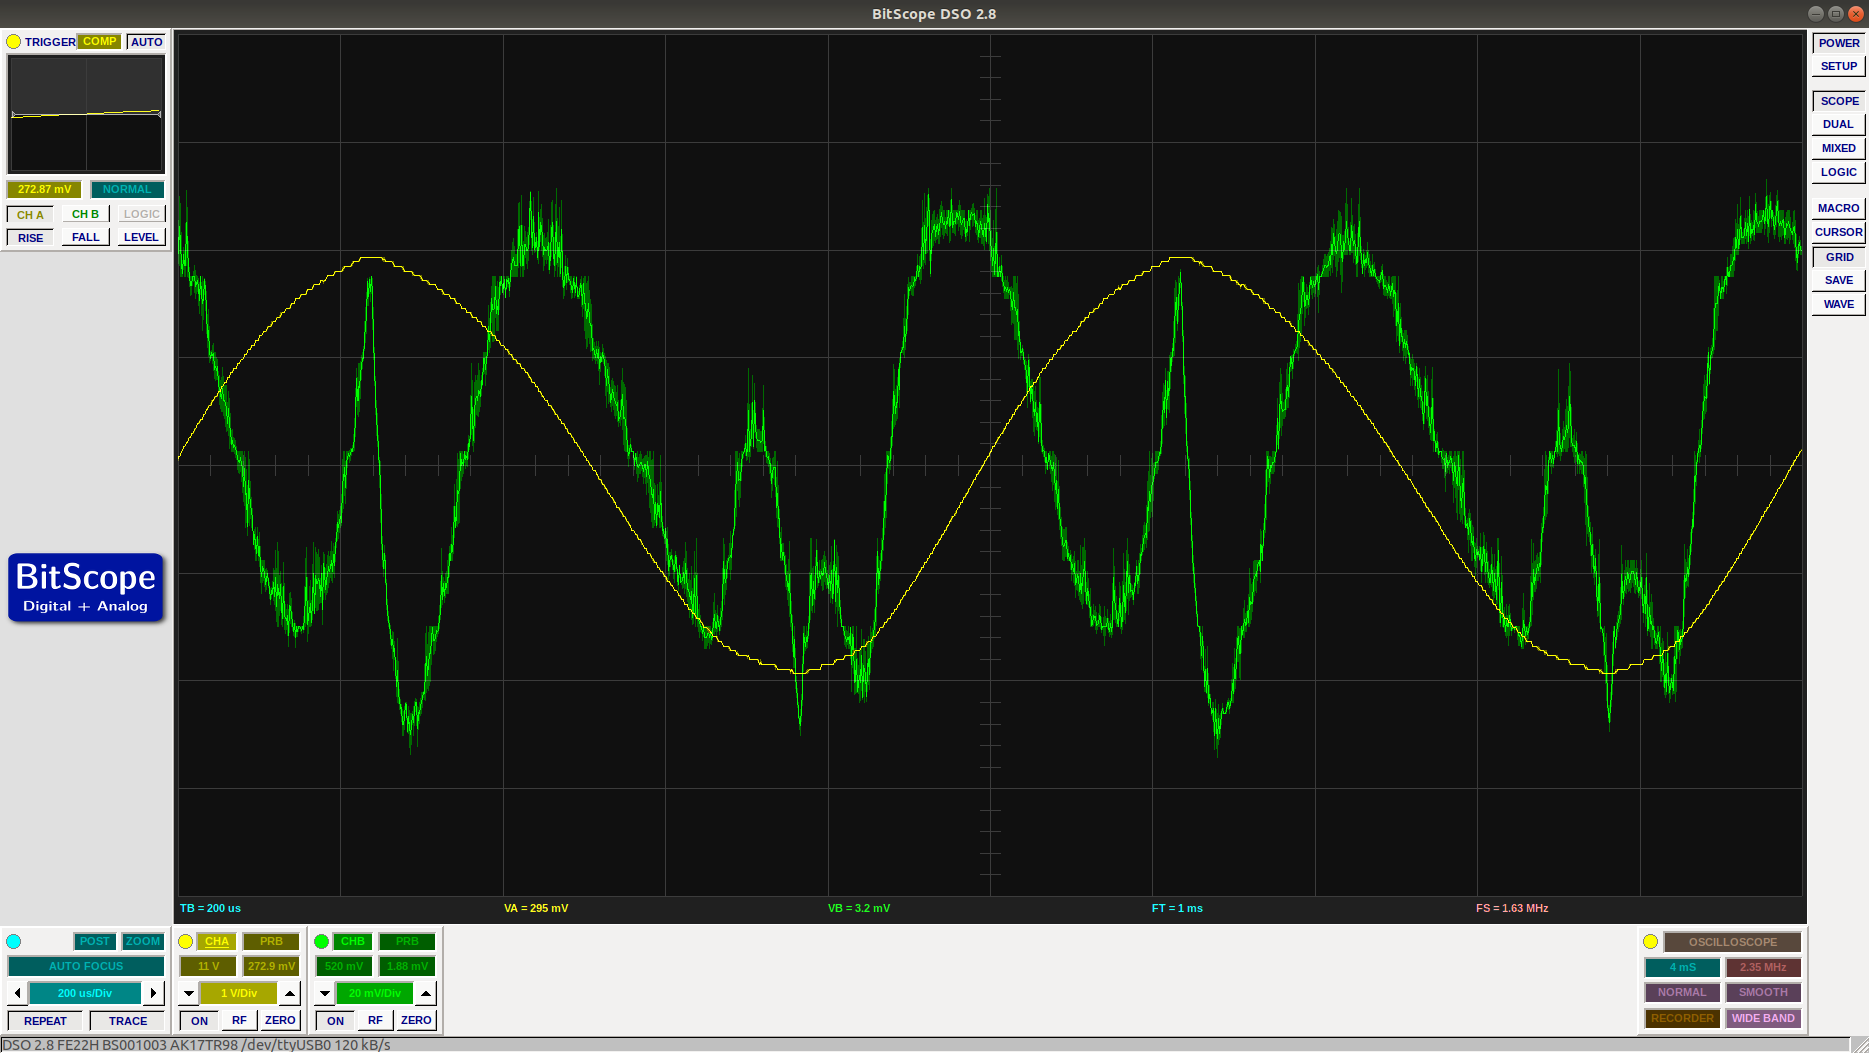 BitScope DSO 2.8
TRIGGER COMP AUTO
272.87 mV NORMAL
CH A CH B LOGIC
RISE FALL LEVEL
BitScope
Digital + Analog
POWER
SETUP
SCOPE
DUAL
MIXED
LOGIC
MACRO
CURSOR
GRID
SAVE
WAVE
TB = 200 us VA = 295 mV VB = 3.2 mV FT = 1 ms FS = 1.63 MHz
POST ZOOM
AUTO FOCUS
200 us/Div
REPEAT TRACE
CHA PRB
11 V 272.9 mV
1 V/Div
ON RF ZERO
CHB PRB
520 mV 1.88 mV
20 mV/Div
ON RF ZERO
OSCILLOSCOPE
4 mS 2.35 MHz
NORMAL SMOOTH
RECORDER WIDE BAND
DSO 2.8 FE22H BS001003 AK17TR98 /dev/ttyUSB0 120 kB/s